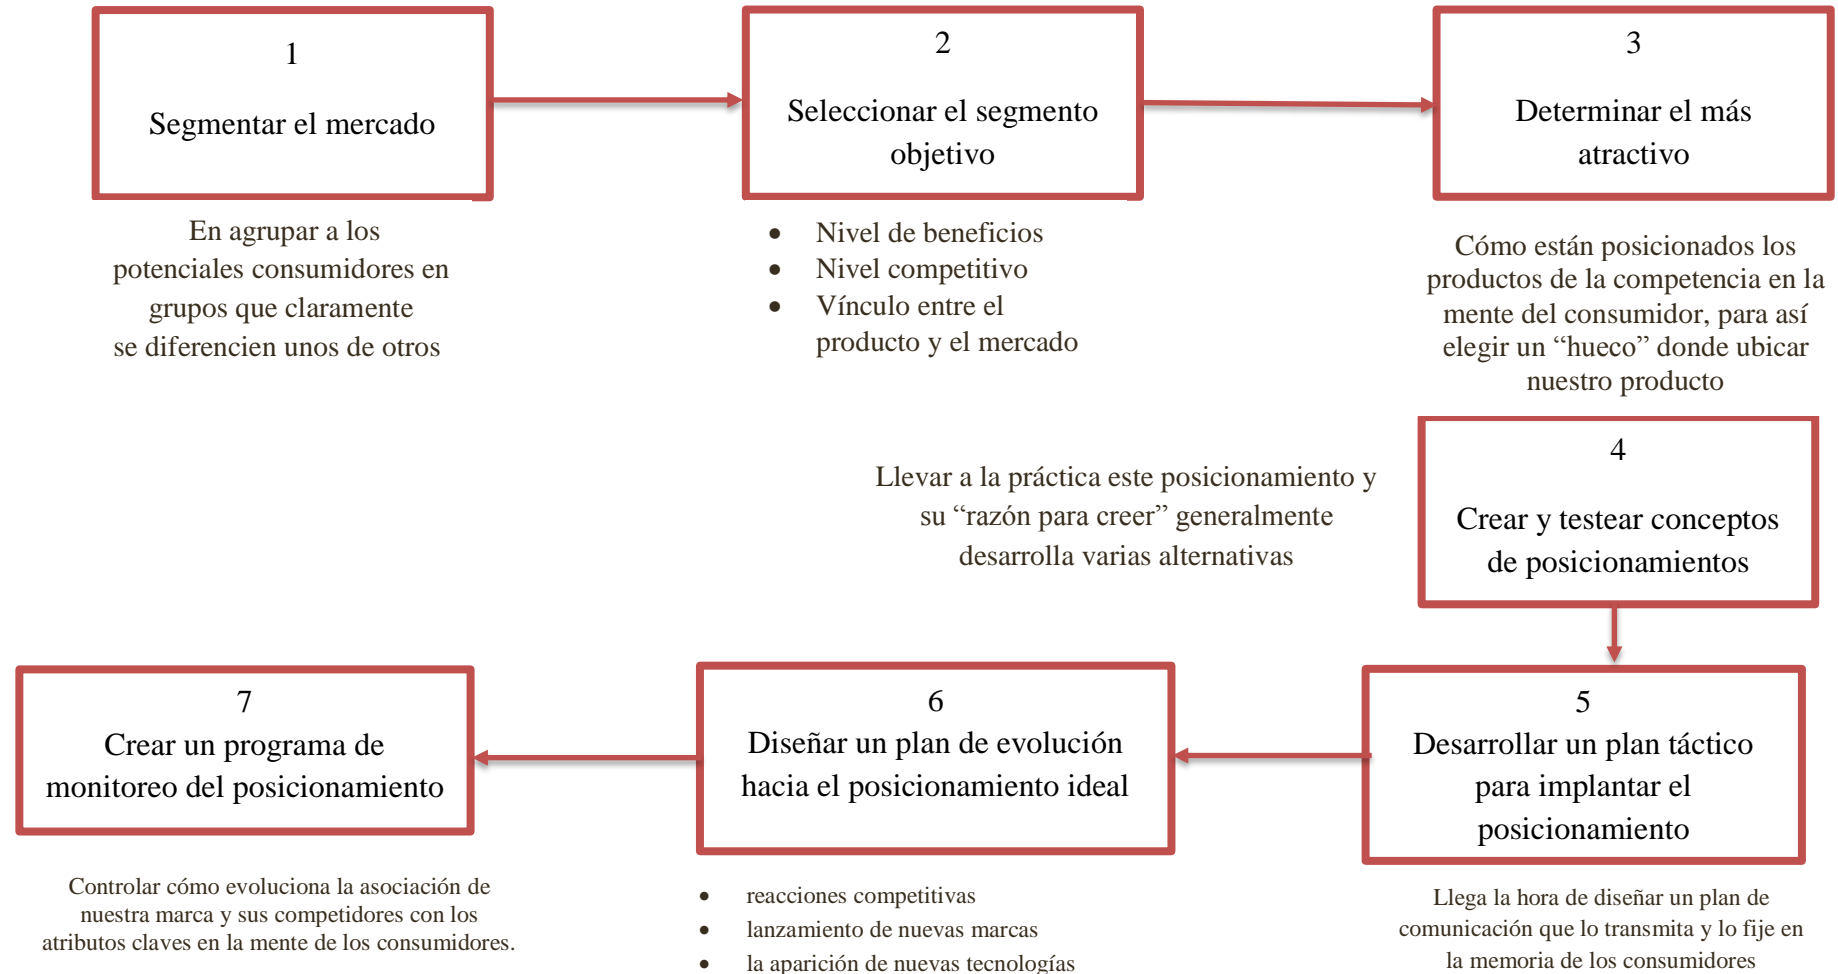 1
Segmentar el mercado
En agrupar a los
potenciales consumidores en
grupos que claramente
se diferencien unos de otros
2
Seleccionar el segmento
objetivo
• Nivel de beneficios
• Nivel competitivo
• Vínculo entre el
producto y el mercado
3
Determinar el más
atractivo
Cómo están posicionados los
productos de la competencia en la
mente del consumidor, para así
elegir un “hueco” donde ubicar
nuestro producto
4
Crear y testear conceptos
de posicionamientos
Llevar a la práctica este posicionamiento y
su “razón para creer” generalmente
desarrolla varias alternativas
5
Desarrollar un plan táctico
para implantar el
posicionamiento
Llega la hora de diseñar un plan de
comunicación que lo transmita y lo fije en
la memoria de los consumidores
6
Diseñar un plan de evolución
hacia el posicionamiento ideal
• reacciones competitivas
• lanzamiento de nuevas marcas
• la aparición de nuevas tecnologías
7
Crear un programa de
monitoreo del posicionamiento
Controlar cómo evoluciona la asociación de
nuestra marca y sus competidores con los
atributos claves en la mente de los consumidores.